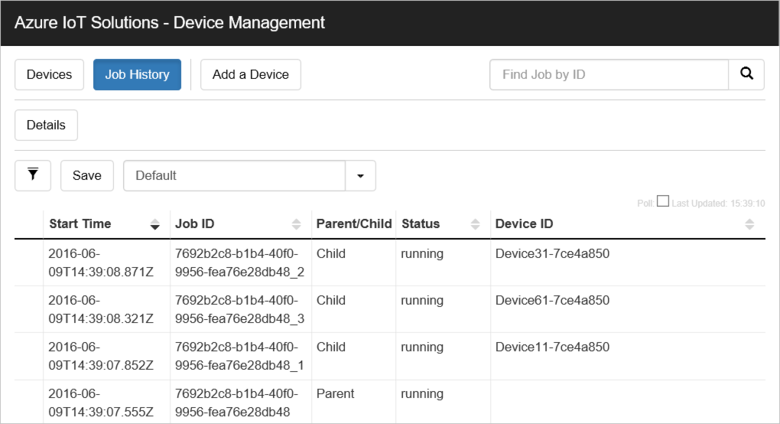 Azure IoT Solutions - Device Management
Devices Job History Add a Device Find Job by ID
Details
Save Default
Poll: Last Updated: 15:39:10
Start Time Job ID Parent/Child Status Device ID
2016-06- 7692b2c8-b1b4-40f0- Child running Device31-7ce4a850
09T14:39:08.871Z 9956-fea76e28db48_2
2016-06- 7692b2c8-b1b4-40f0- Child running Device61-7ce4a850
09T14:39:08.321Z 9956-fea76e28db48_3
2016-06- 7692b2c8-b1b4-40f0- Child running Device11-7ce4a850
09T14:39:07.852Z 9956-fea76e28db48_1
2016-06- 7692b2c8-b1b4-40f0- Parent running
09T14:39:07.555Z 9956-fea76e28db48